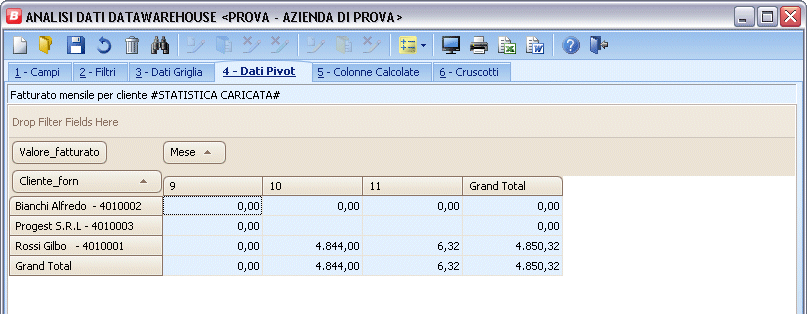 B ANALISI DATI DATAWAREHOUSE <PROVA - AZIENDA DI PROVA>
1 - Campi 2 - Filtri 3 - Dati Griglia 4 - Dati Pivot 5 - Colonne Calcolate 6 - Cruscotti
Fatturato mensile per cliente #STATISTICA CARICATA#
Drop Filter Fields Here
Valore_fatturato Mese
Cliente_forn 9 10 11 Grand Total
Bianchi Alfredo - 4010002 0,00 0,00 0,00 0,00
Progest S.R.L - 4010003 0,00 0,00
Rossi Gilbo - 4010001 0,00 4.844,00 6,32 4.850,32
Grand Total 0,00 4.844,00 6,32 4.850,32